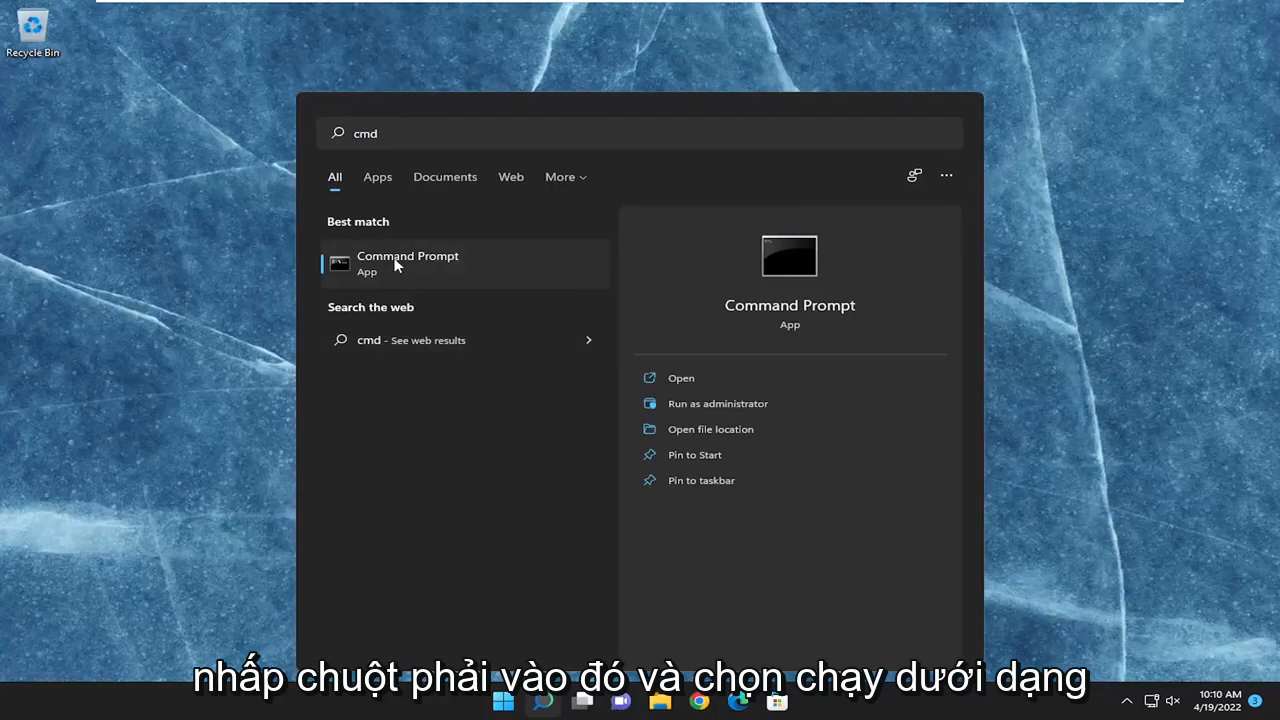 Recycle Bin
cmd
All Apps Documents Web More
Best match
Command Prompt
App
Search the web
cmd - See web results
Command Prompt
App
Open
Run as administrator
Open file location
Pin to Start
Pin to taskbar
nhấp chuột phải vào đó và chọn chạy dưới dạng
10:10 AM
4/19/2022
3